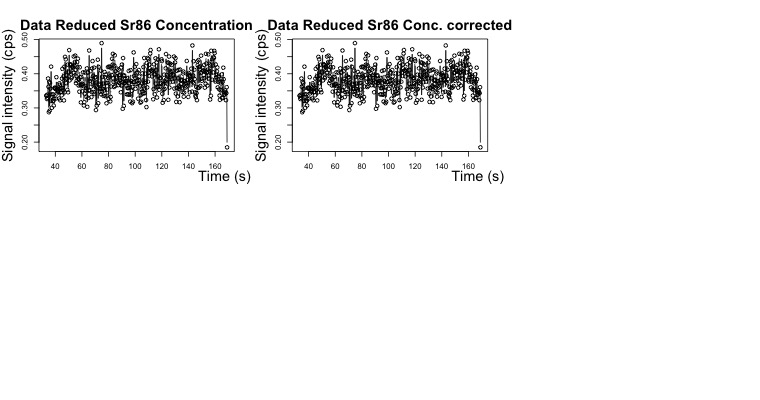 Data Reduced Sr86 Concentration
Signal intensity (cps)
0.50
0.40
0.30
0.20
40 60 80 100 120 140 160
Time (s)
Data Reduced Sr86 Conc. corrected
Signal intensity (cps)
0.50
0.40
0.30
0.20
40 60 80 100 120 140 160
Time (s)